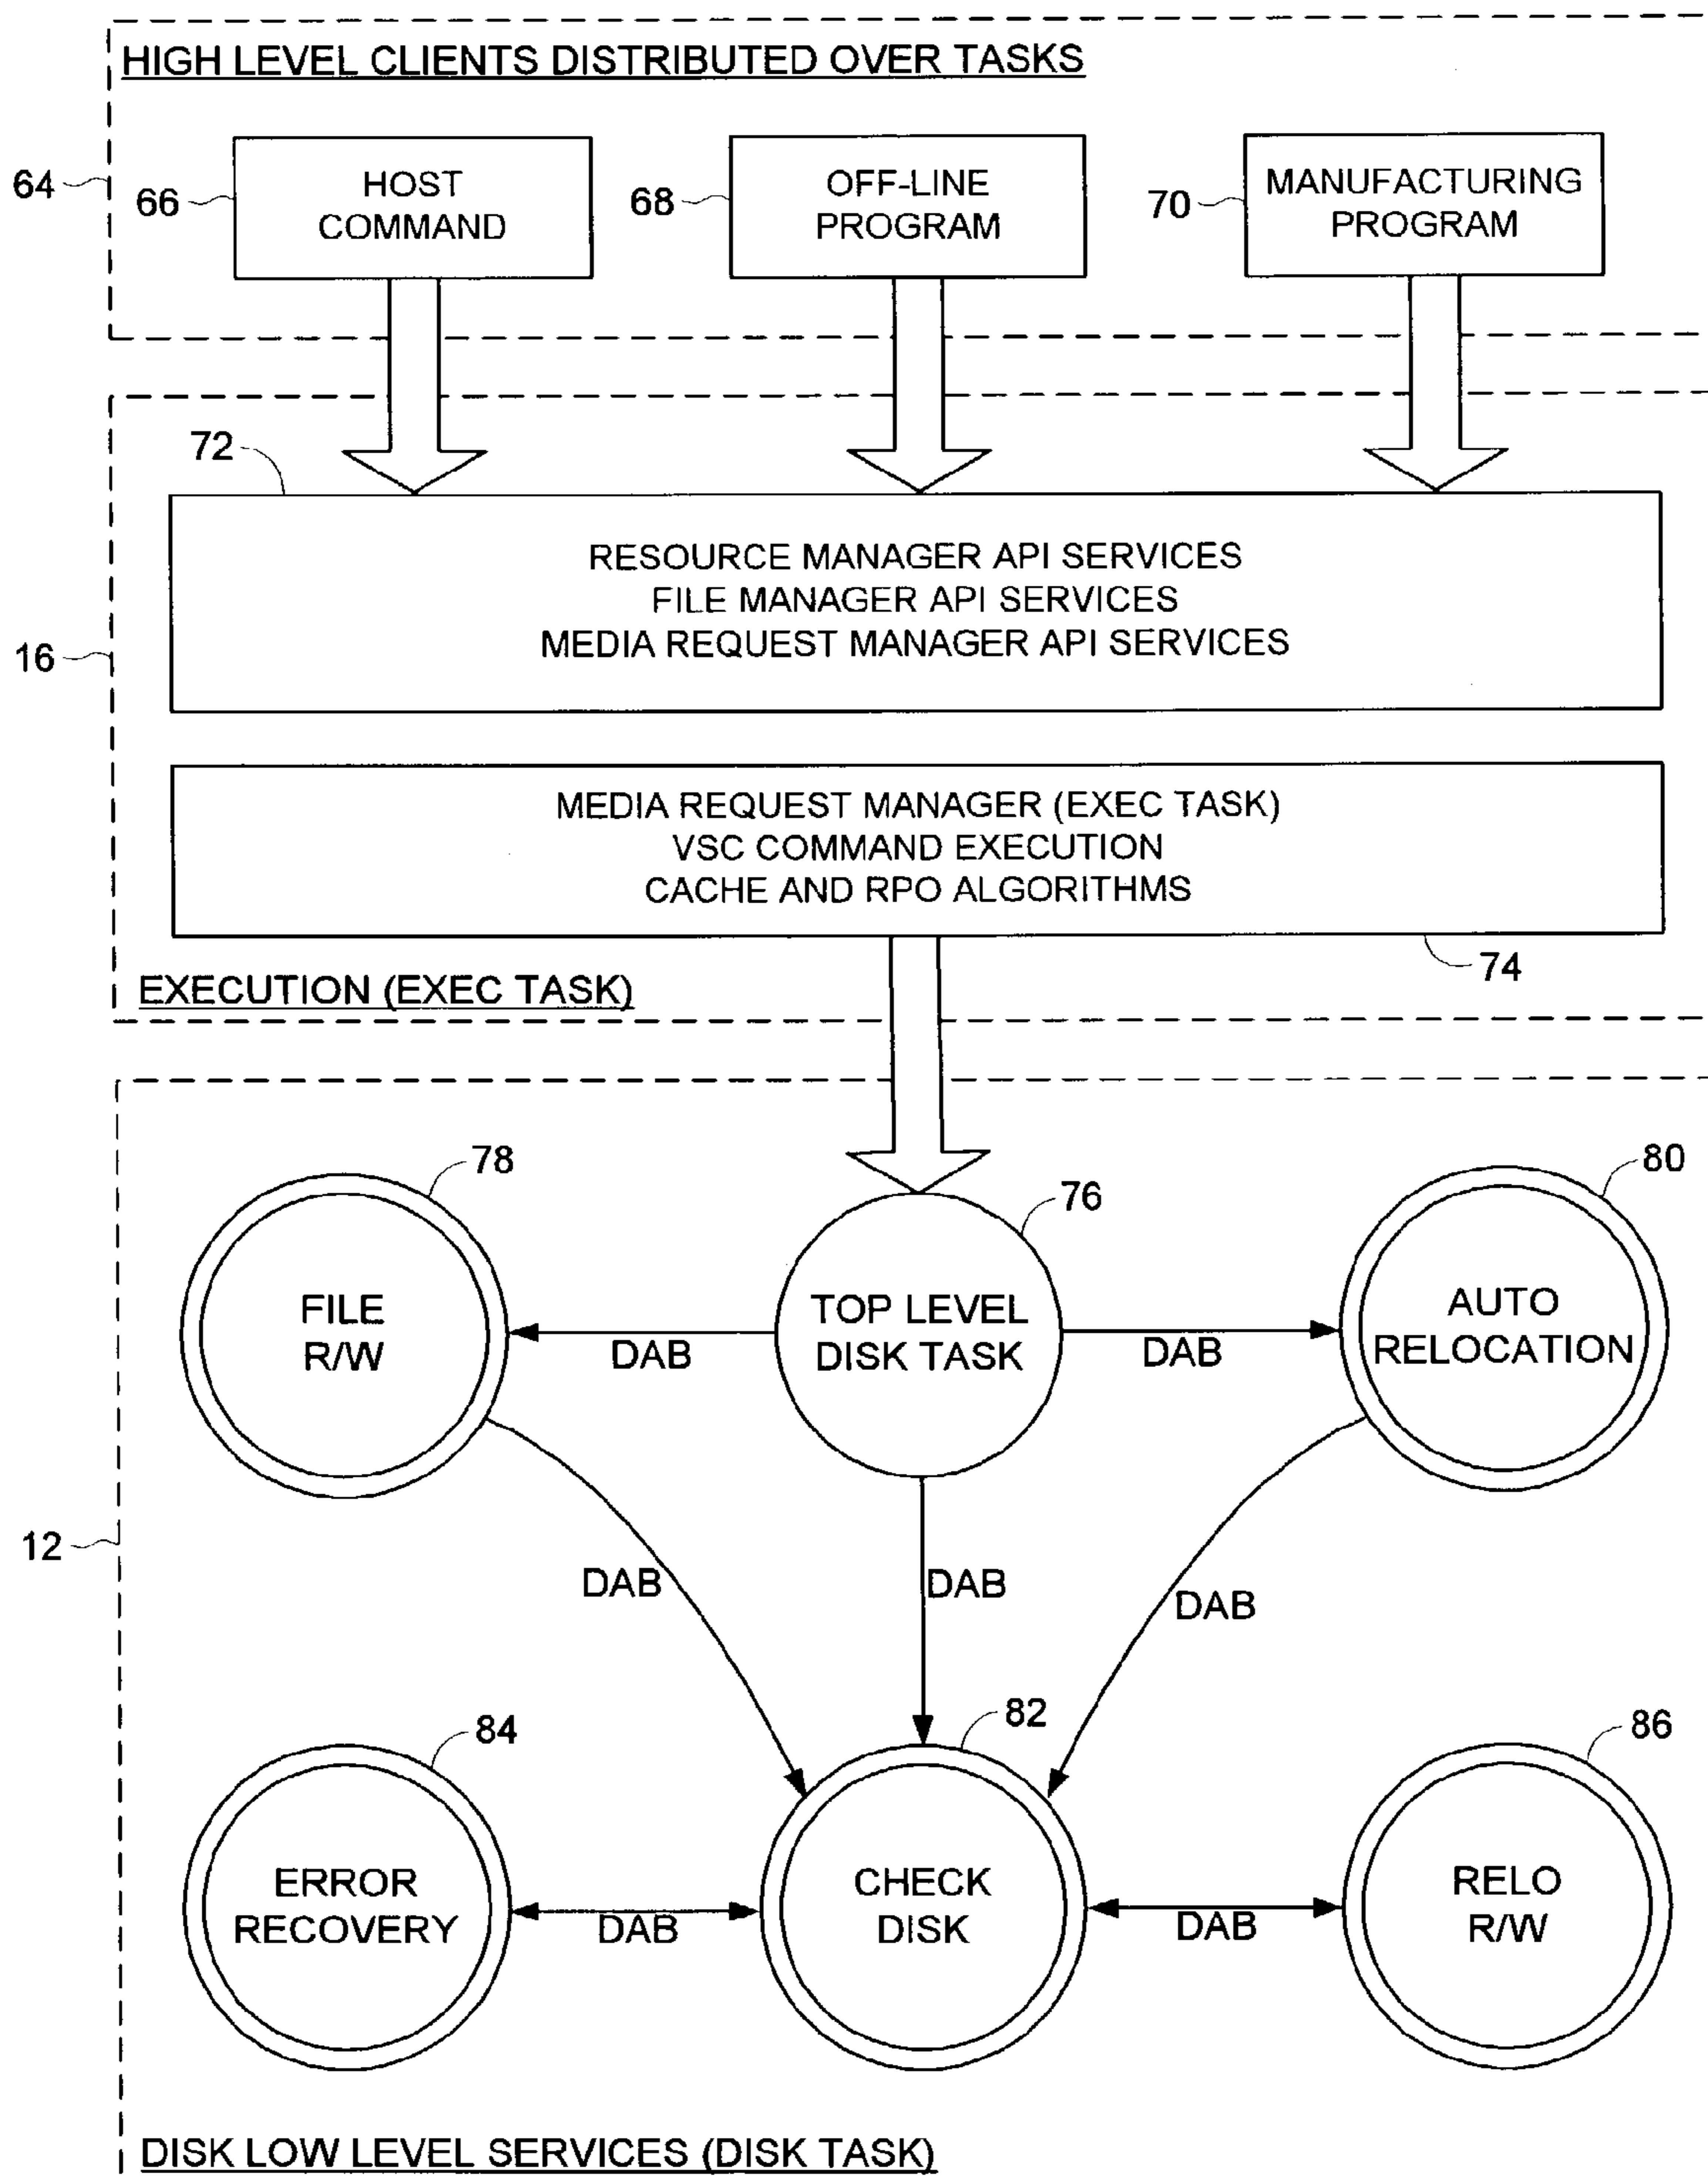 HIGH LEVEL CLIENTS DISTRIBUTED OVER TASKS
64
66
HOST
COMMAND
68
OFF-LINE
PROGRAM
70
MANUFACTURING
PROGRAM
72
RESOURCE MANAGER API SERVICES
FILE MANAGER API SERVICES
MEDIA REQUEST MANAGER API SERVICES
16
MEDIA REQUEST MANAGER (EXEC TASK)
VSC COMMAND EXECUTION
CACHE AND RPO ALGORITHMS
74
EXECUTION (EXEC TASK)
78
76
80
FILE
R/W
DAB
TOP LEVEL
DISK TASK
DAB
AUTO
RELOCATION
12
DAB
DAB
DAB
84
82
86
ERROR
RECOVERY
DAB
CHECK
DISK
DAB
RELO
R/W
DISK LOW LEVEL SERVICES (DISK TASK)